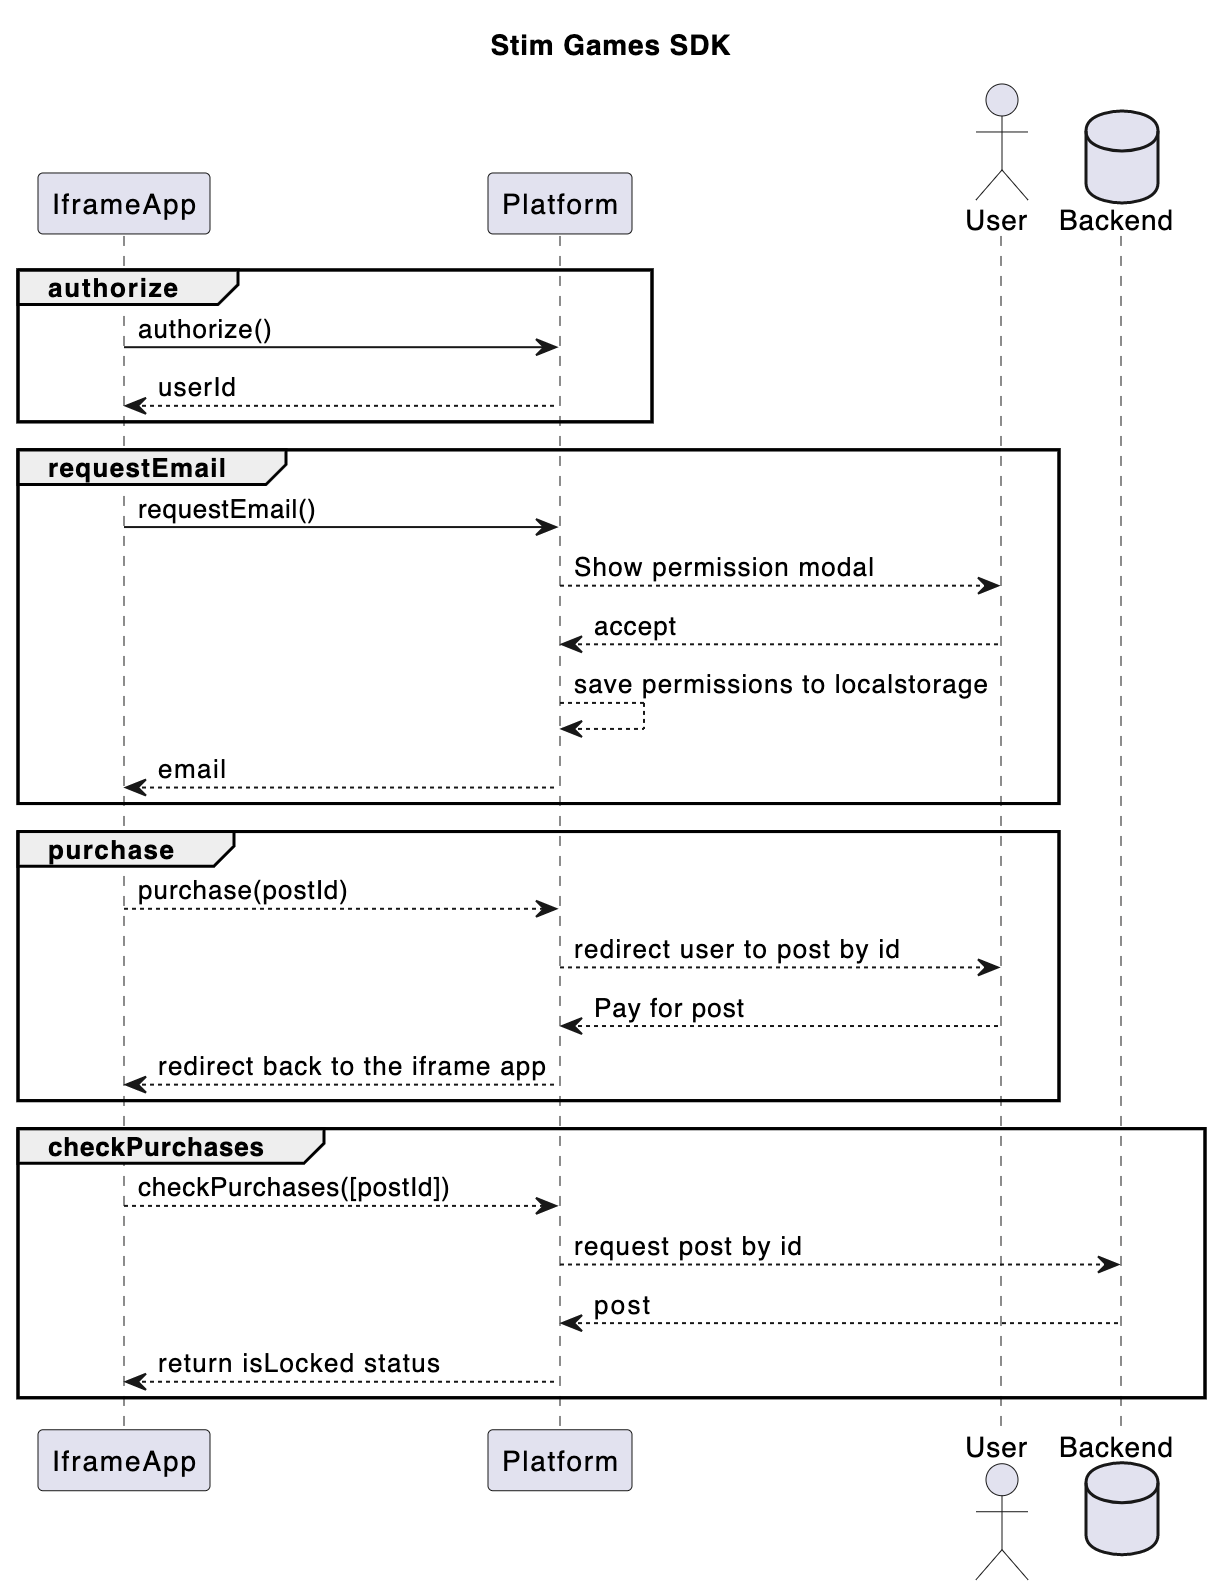 Stim Games SDK
IframeApp
Platform
User
Backend
authorize
authorize()
userId
requestEmail
requestEmail()
Show permission modal
accept
save permissions to localstorage
email
purchase
purchase(postId)
redirect user to post by id
Pay for post
redirect back to the iframe app
checkPurchases
checkPurchases([postId])
request post by id
post
return isLocked status
IframeApp
Platform
User
Backend